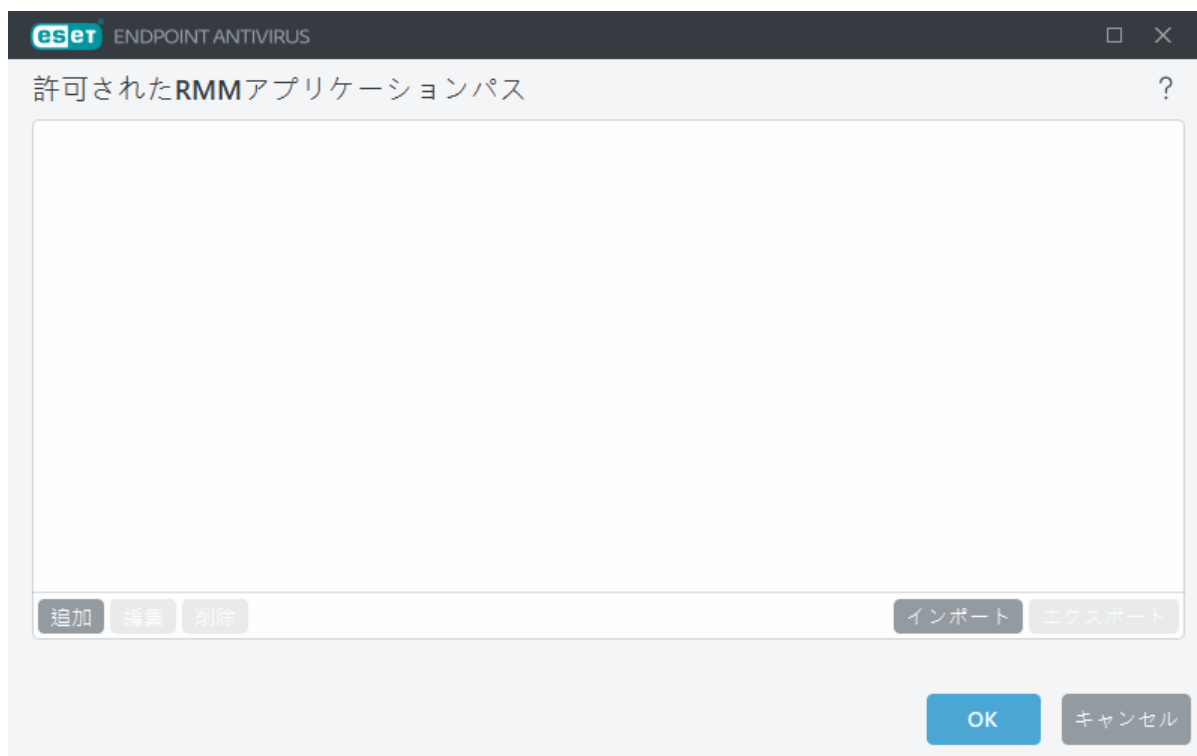 eset ENDPOINT ANTIVIRUS
許可されたRMMアプリケーションパス ?
追加 編集 削除 インポート エクスポート
OK キャンセル